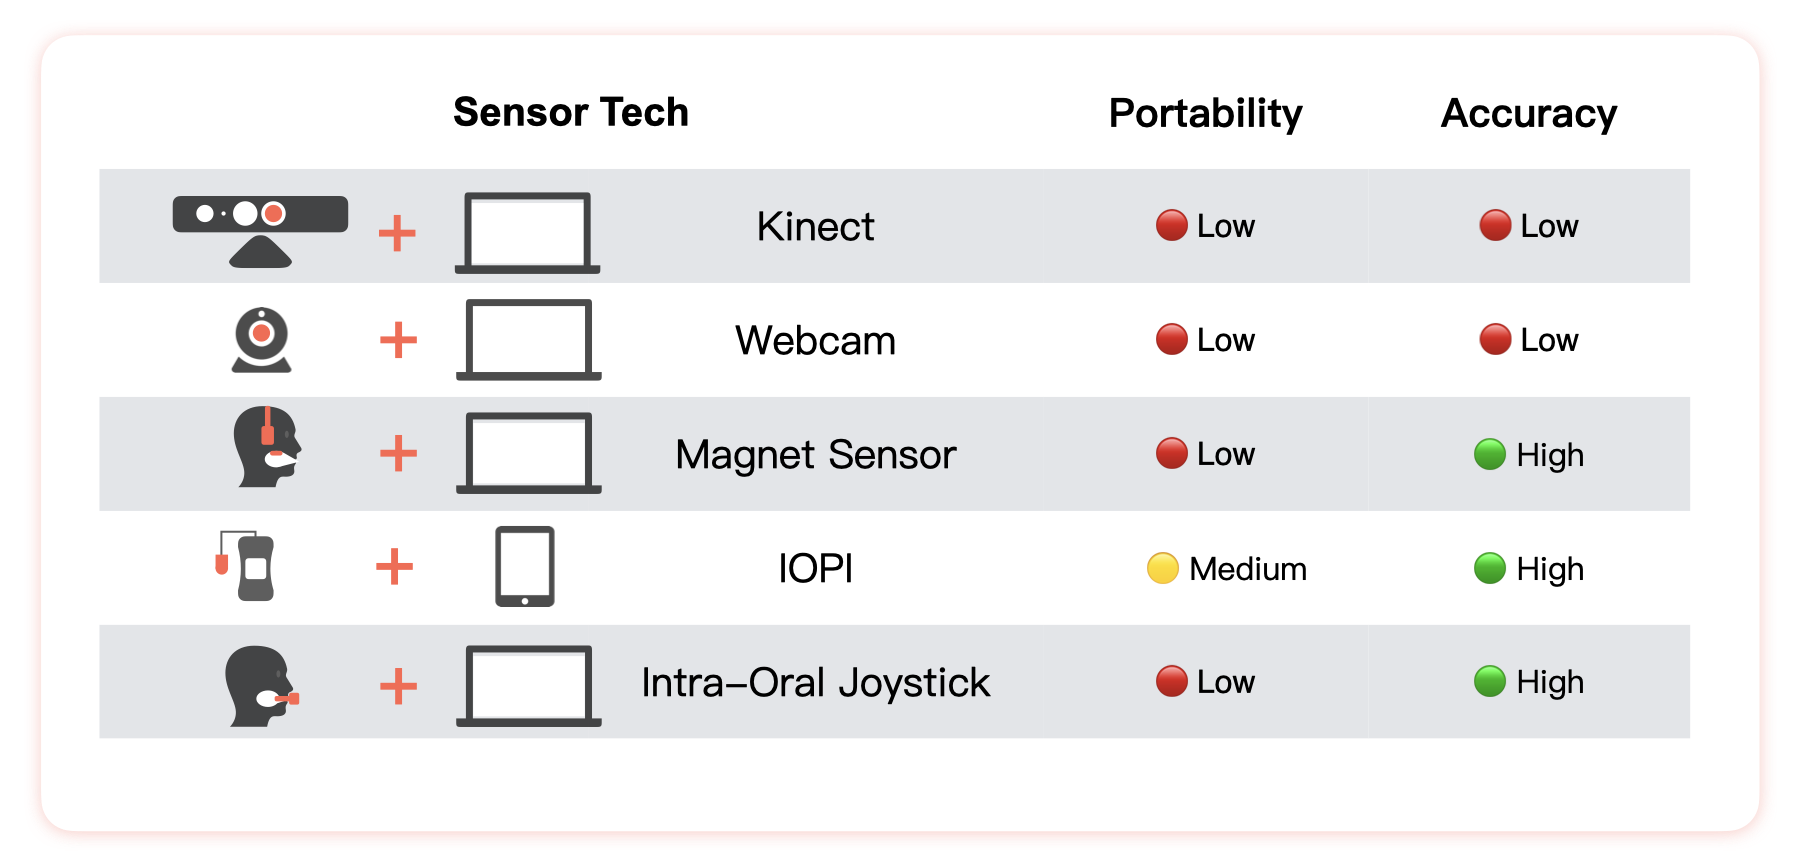 Sensor Tech Portability Accuracy
Kinect Low Low
Webcam Low Low
Magnet Sensor Low High
IOPI Medium High
Intra–Oral Joystick Low High